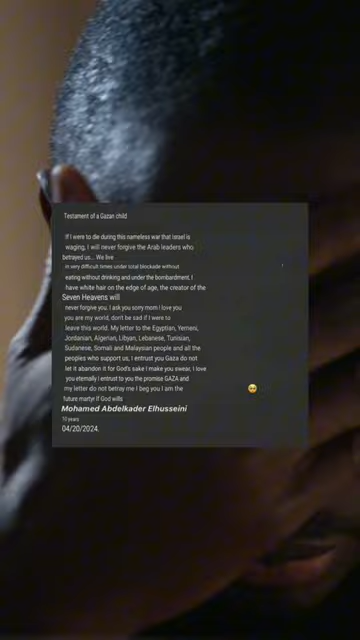 Testament of a Gazan child
If I were to die during this nameless war that Israel is
waging, I will never forgive the Arab leaders who
betrayed us... We live
in very difficult times under total blockade without
eating without drinking and under the bombardment, I
have white hair on the edge of age, the creator of the
Seven Heavens will
never forgive you. I ask you sorry mom I love you
you are my world, don't be sad if I were to
leave this world. My letter to the Egyptian, Yemeni,
Jordanian, Algerian, Libyan, Lebanese, Tunisian,
Sudanese, Somali and Malaysian people and all the
peoples who support us, I entrust you Gaza do not
let it abandon it for God's sake I make you swear, I love
you eternally I entrust to you the promise GAZA and
my letter do not betray me I beg you I am the
future martyr if God wills
Mohamed Abdelkader Elhusseini
10 years
04/20/2024.